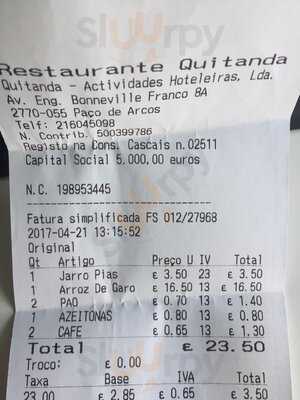 Restaurante Quitanda
Quitanda - Actividades Hoteleiras, Lda.
Av. Eng. Bonneville Franco 8A
2770-055 Paço de Arcos
Telf: 216045098
N. Contrib. 500399786
Registo na Cons. Cascais n.02511
Capital Social 5.000,00 euros
N.C. 198953445
Fatura simplificada FS 012/27968
2017-04-21 13:15:52
Original
Qt Artigo Preço U IV Total
1 Jarro Pias £ 3.50 23 £ 3.50
1 Arroz De Garo £ 16.50 13 £ 16.50
2 PAO £ 0.70 13 £ 1.40
1 AZEITONAS £ 0.80 13 £ 0.80
2 CAFE £ 0.65 13 £ 1.30
Total £ 23.50
Troco: £ 0.00
Taxa Base IVA Total
23.00 £ 2.85 £ 0.65 £ 3.50